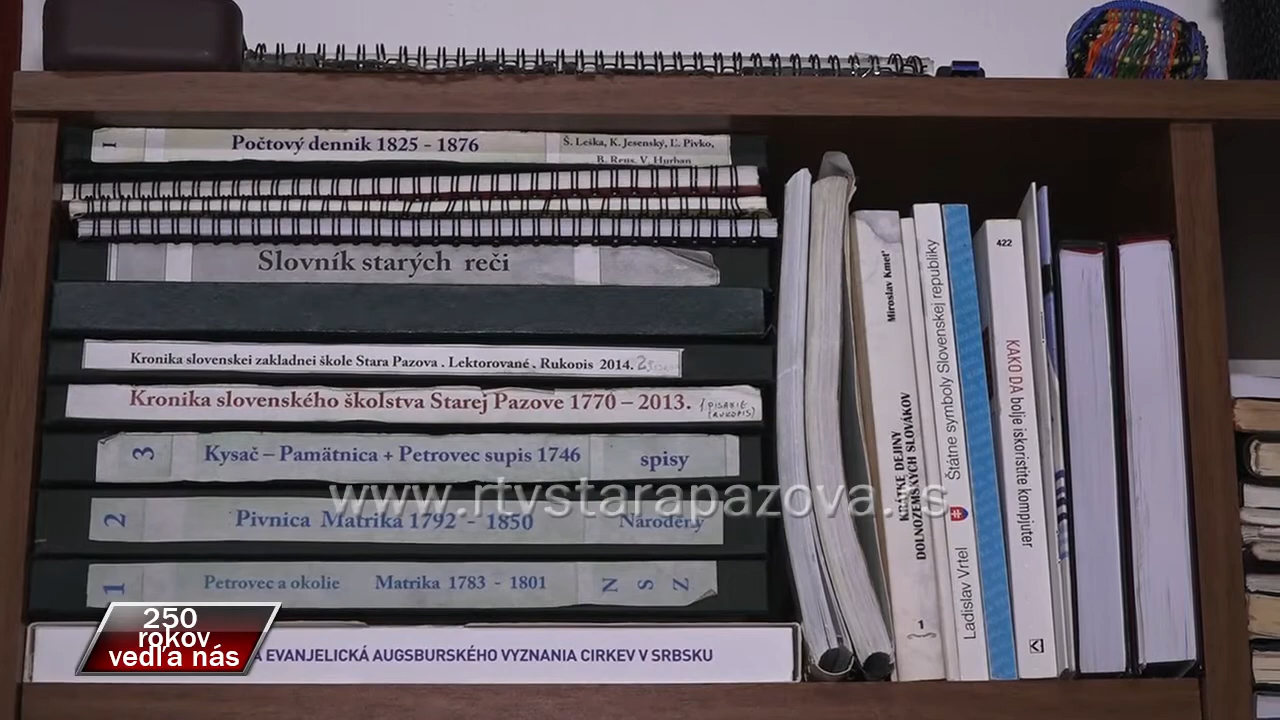 I Počtový dennik 1825 - 1876 Š. Leška, K. Jesenský, Ľ. Pivko,
B. Reus, V. Hurban
Slovník starých reči
Kronika slovenskei zakladnei škole Stara Pazova . Lektorované . Rukopis 2014.
Kronika slovenského školstva Starej Pazove 1770 – 2013. (PISANIE
(RUKOPIS)
3 Kysač – Pamätnica + Petrovec supis 1746 spisy
2 Pivnica Matrika 1792 - 1850 Národený
1 Petrovec a okolie Matrika 1783 - 1801 N S Z
A EVANJELICKÁ AUGSBURSKÉHO VYZNANIA CIRKEV V SRBSKU
Miroslav Kmeť
KRÁTKE DEJINY
DOLNOZEMSKÝCH SLOVÁKOV
1
Ladislav Vrtel Štátne symboly Slovenskej republiky
422
KAKO DA bolje iskoristite kompjuter
www.rtvstarapazova.rs
250
rokov
vedľa nás